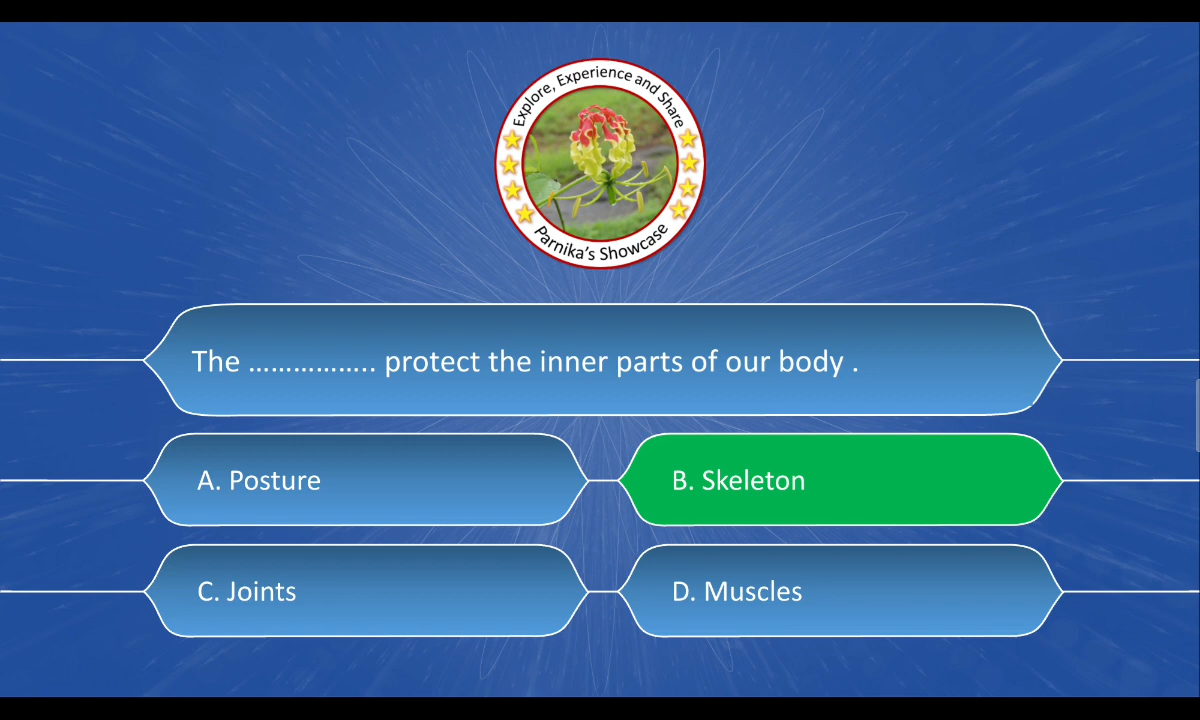 Explore, Experience and Share
Parnika's Showcase
The …………….. protect the inner parts of our body .
A. Posture
B. Skeleton
C. Joints
D. Muscles